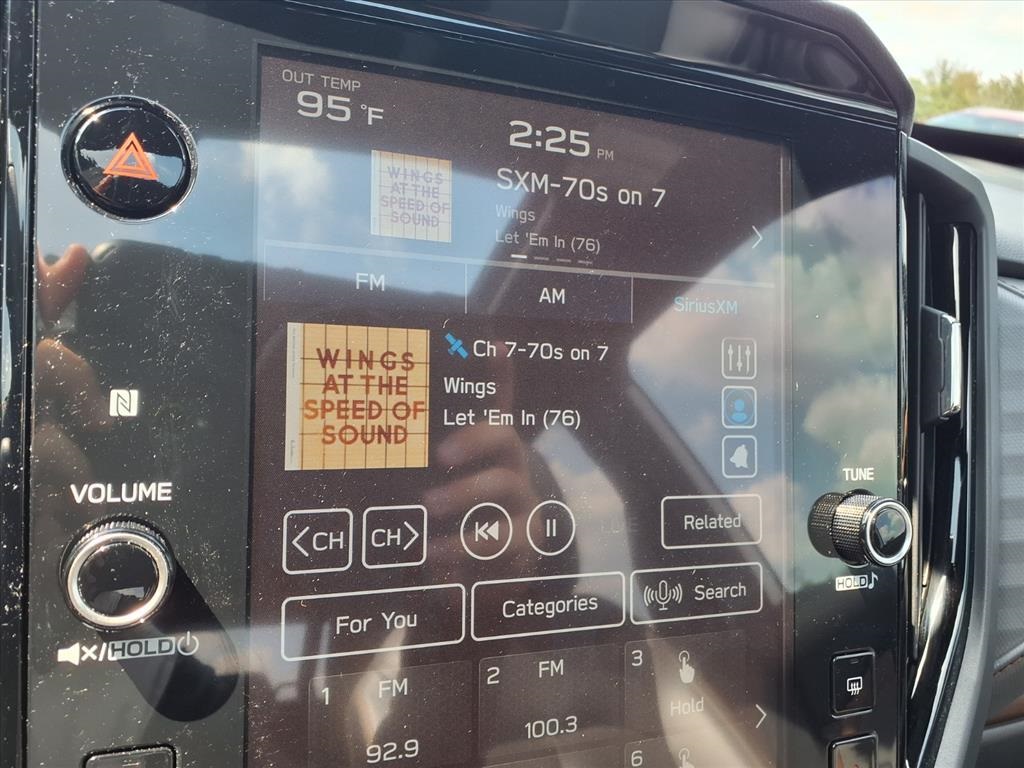 OUT TEMP
95 °F
2:25 PM
WINGS
AT THE
SPEED OF
SOUND
SXM-70s on 7
Wings
Let 'Em In (76)
FM
AM
SiriusXM
WINGS
AT THE
SPEED OF
SOUND
Ch 7-70s on 7
Wings
Let 'Em In (76)
VOLUME
TUNE
<CH
CH>
Related
HOLD
For You
Categories
Search
/HOLD
1
FM
92.9
2
FM
100.3
3
Hold
6